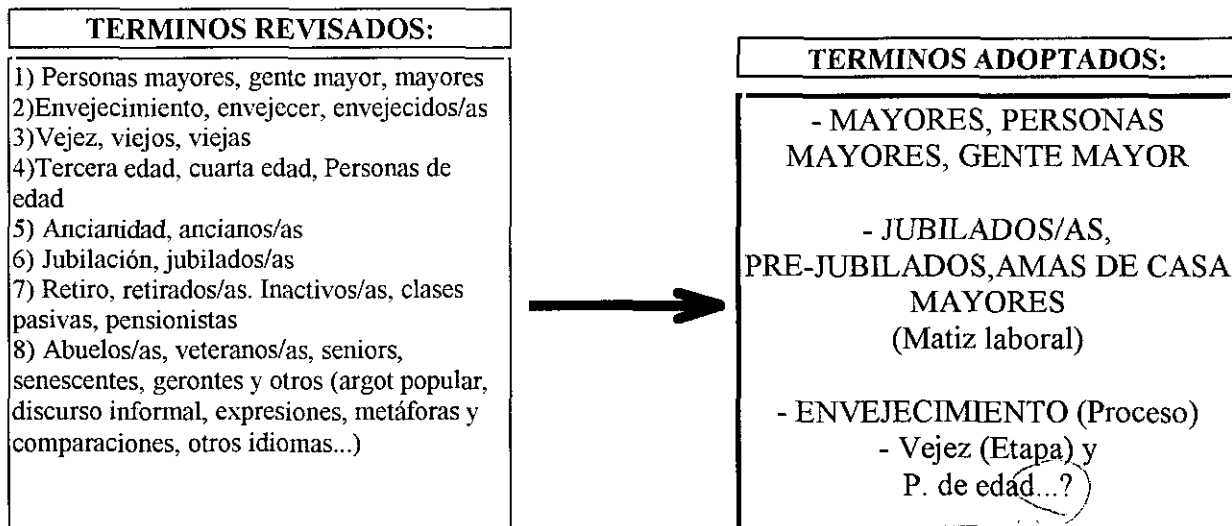 TERMINOS REVISADOS:
1) Personas mayores, gente mayor, mayores
2)Envejecimiento, envejecer, envejecidos/as
3)Vejez, viejos, viejas
4)Tercera edad, cuarta edad, Personas de
edad
5) Ancianidad, ancianos/as
6) Jubilación, jubilados/as
7) Retiro, retirados/as. Inactivos/as, clases
pasivas, pensionistas
8) Abuelos/as, veteranos/as, seniors,
senescentes, gerontes y otros (argot popular,
discurso informal, expresiones, metáforas y
comparaciones, otros idiomas...)
TERMINOS ADOPTADOS:
- MAYORES, PERSONAS
MAYORES, GENTE MAYOR
- JUBILADOS/AS,
PRE-JUBILADOS,AMAS DE CASA
MAYORES
(Matiz laboral)
- ENVEJECIMIENTO (Proceso)
- Vejez (Etapa) y
P. de edad...?